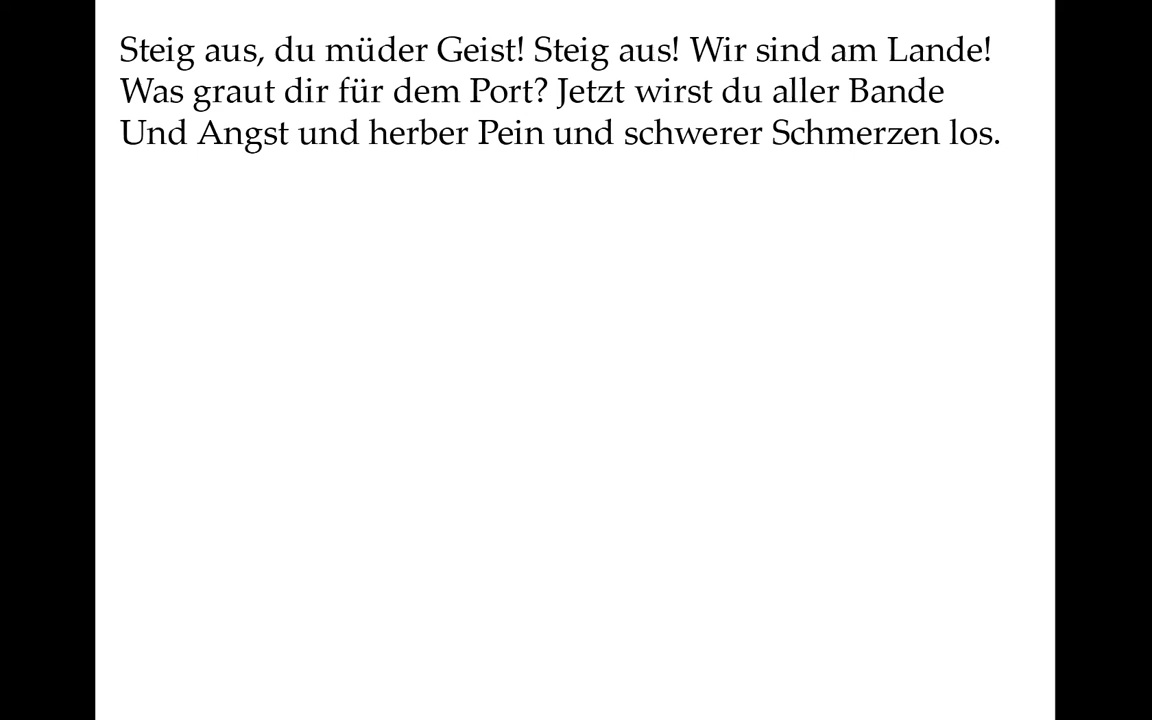 Steig aus, du müder Geist! Steig aus! Wir sind am Lande!
Was graut dir für dem Port? Jetzt wirst du aller Bande
Und Angst und herber Pein und schwerer Schmerzen los.